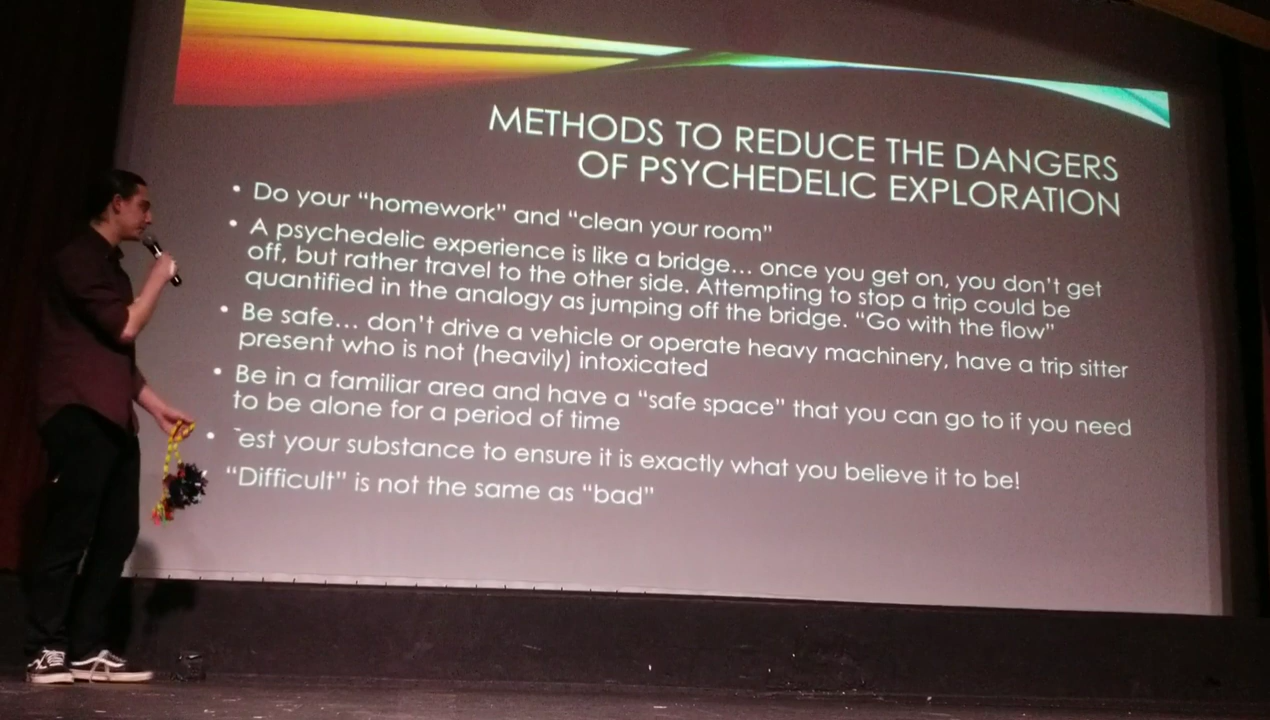 METHODS TO REDUCE THE DANGERS
OF PSYCHEDELIC EXPLORATION
• Do your “homework” and “clean your room”
• A psychedelic experience is like a bridge... once you get on, you don’t get
off, but rather travel to the other side. Attempting to stop a trip could be
quantified in the analogy as jumping off the bridge. “Go with the flow”
• Be safe... don’t drive a vehicle or operate heavy machinery, have a trip sitter
present who is not (heavily) intoxicated
• Be in a familiar area and have a “safe space” that you can go to if you need
to be alone for a period of time
• Test your substance to ensure it is exactly what you believe it to be!
“Difficult” is not the same as “bad”